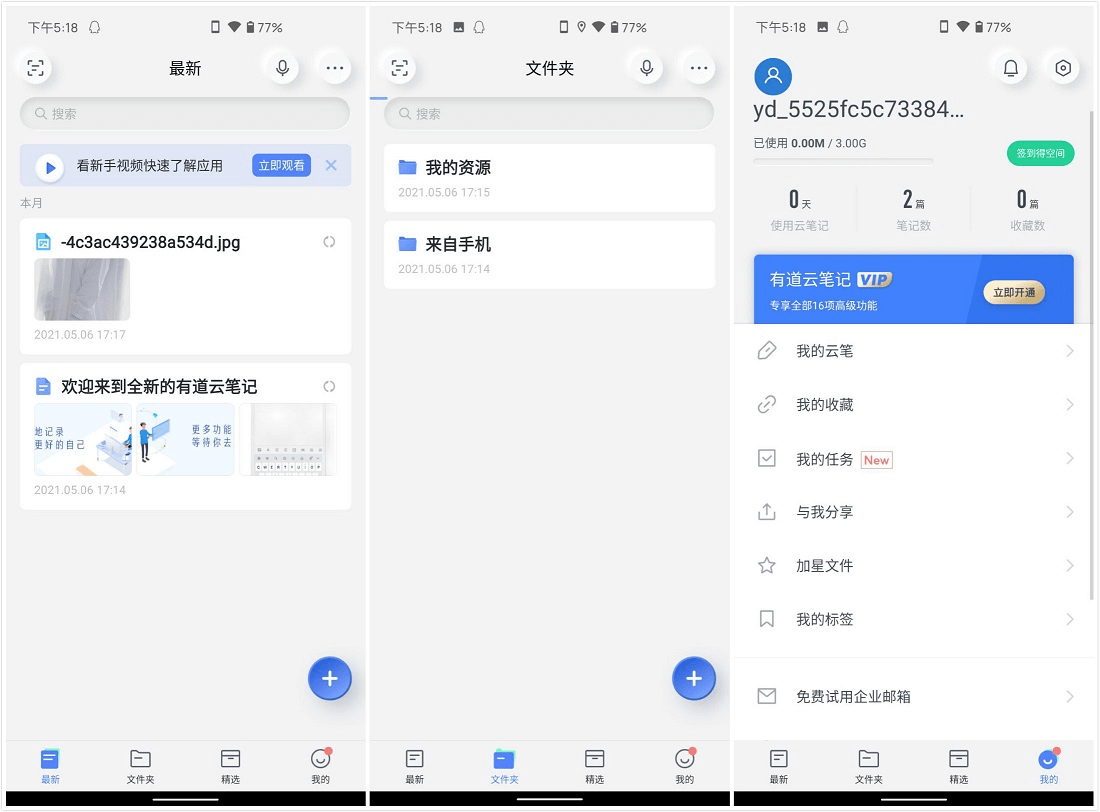 下午5:18
77%
最新
搜索
看新手视频快速了解应用
立即观看
本月
-4c3ac439238a534d.jpg
2021.05.06 17:17
欢迎来到全新的有道云笔记
地记录
更好的自己
更多功能
等待你去
2021.05.06 17:14
最新
文件夹
精选
我的
下午5:18
77%
文件夹
搜索
我的资源
2021.05.06 17:15
来自手机
2021.05.06 17:14
最新
文件夹
精选
我的
下午5:18
77%
yd_5525fc5c73384...
已使用 0.00M / 3.00G
签到得空间
0天
2篇
0篇
使用云笔记
笔记数
收藏数
有道云笔记 VIP
专享全部16项高级功能
立即开通
我的云笔
我的收藏
我的任务 New
与我分享
加星文件
我的标签
免费试用企业邮箱
最新
文件夹
精选
我的